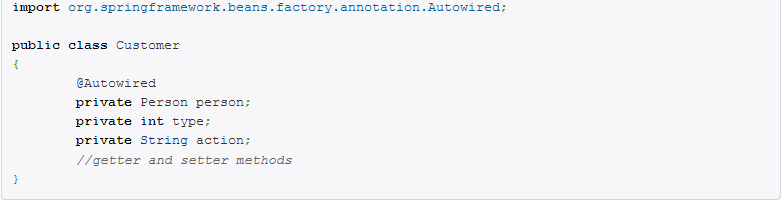 import org.springframework.beans.factory.annotation.Autowired;
public class Customer
{
@Autowired
private Person person;
private int type;
private String action;
//getter and setter methods
}